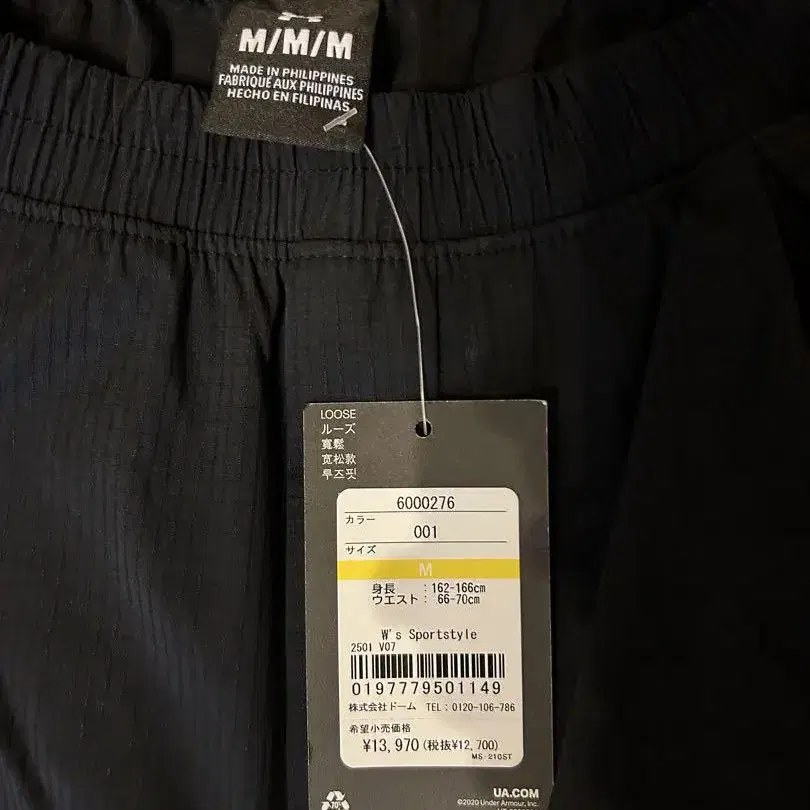 M/M/M
MADE IN PHILIPPINES
FABRIQUÉ AUX PHILIPPINES
HECHO EN FILIPINAS
LOOSE
ルーズ
寬鬆
宽松款
루즈핏
6000276
カラー
001
サイズ
M
身長 : 162-166cm
ウエスト : 66-70cm
W's Sportstyle
2501 V07
0197779501149
株式会社ドーム TEL: 0120-106-786
希望小売価格
¥13,970 (税抜¥12,700)
MS-210ST
UA.COM
©2020 Under Armour, Inc.